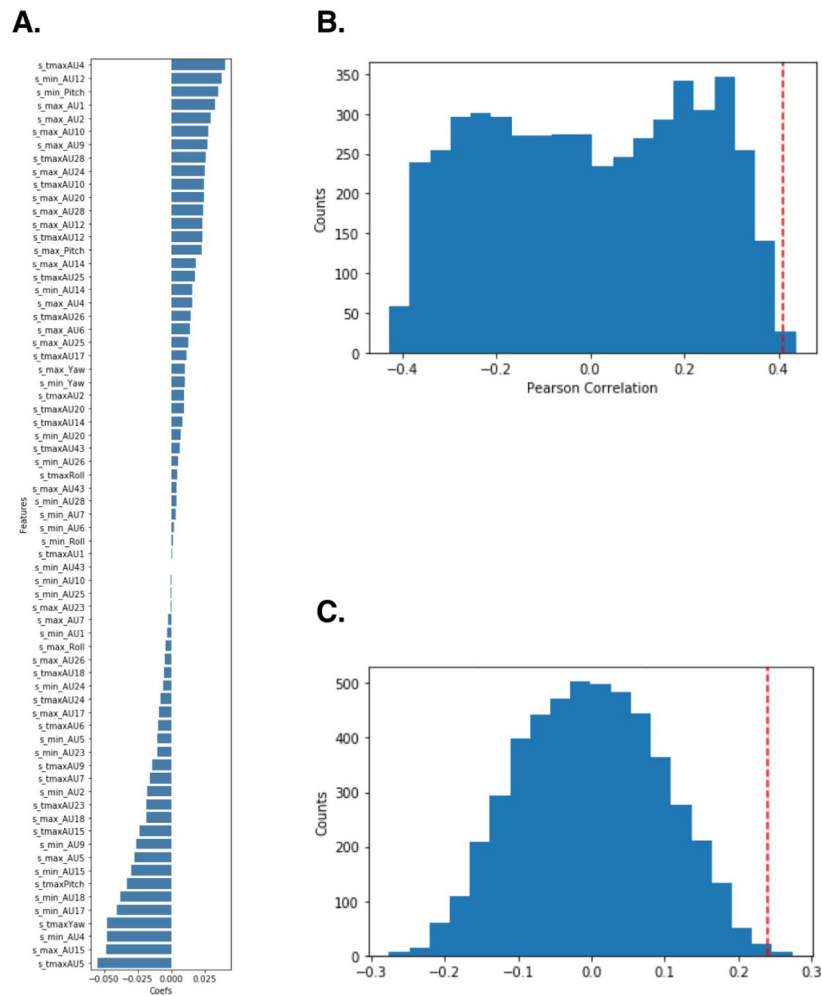 A.
s_tmaxAU4
s_min_AU12
s_min_Pitch
s_max_AU1
s_max_AU2
s_max_AU10
s_max_AU9
s_tmaxAU28
s_max_AU24
s_tmaxAU10
s_max_AU20
s_max_AU28
s_max_AU12
s_tmaxAU12
s_max_Pitch
s_max_AU14
s_tmaxAU25
s_min_AU14
s_max_AU4
s_tmaxAU26
s_max_AU6
s_max_AU25
s_tmaxAU17
s_max_Yaw
s_min_Yaw
s_tmaxAU2
s_tmaxAU20
s_tmaxAU14
s_min_AU20
s_tmaxAU43
s_min_AU26
s_tmaxRoll
s_max_AU43
s_min_AU28
s_min_AU7
s_min_AU6
s_min_Roll
s_tmaxAU1
s_min_AU43
s_min_AU10
s_min_AU25
s_max_AU23
s_max_AU7
s_min_AU1
s_max_Roll
s_max_AU26
s_tmaxAU18
s_min_AU24
s_tmaxAU24
s_max_AU17
s_tmaxAU6
s_min_AU5
s_min_AU23
s_tmaxAU9
s_tmaxAU7
s_min_AU2
s_tmaxAU23
s_max_AU18
s_tmaxAU15
s_min_AU9
s_max_AU5
s_min_AU15
s_tmaxPitch
s_min_AU18
s_min_AU17
s_tmaxYaw
s_min_AU4
s_max_AU15
s_tmaxAU5
Features
−0.050 −0.025 0.000 0.025
Coefs
B.
350
300
250
200
150
100
50
0
Counts
−0.4 −0.2 0.0 0.2 0.4
Pearson Correlation
C.
500
400
300
200
100
0
Counts
−0.3 −0.2 −0.1 0.0 0.1 0.2 0.3